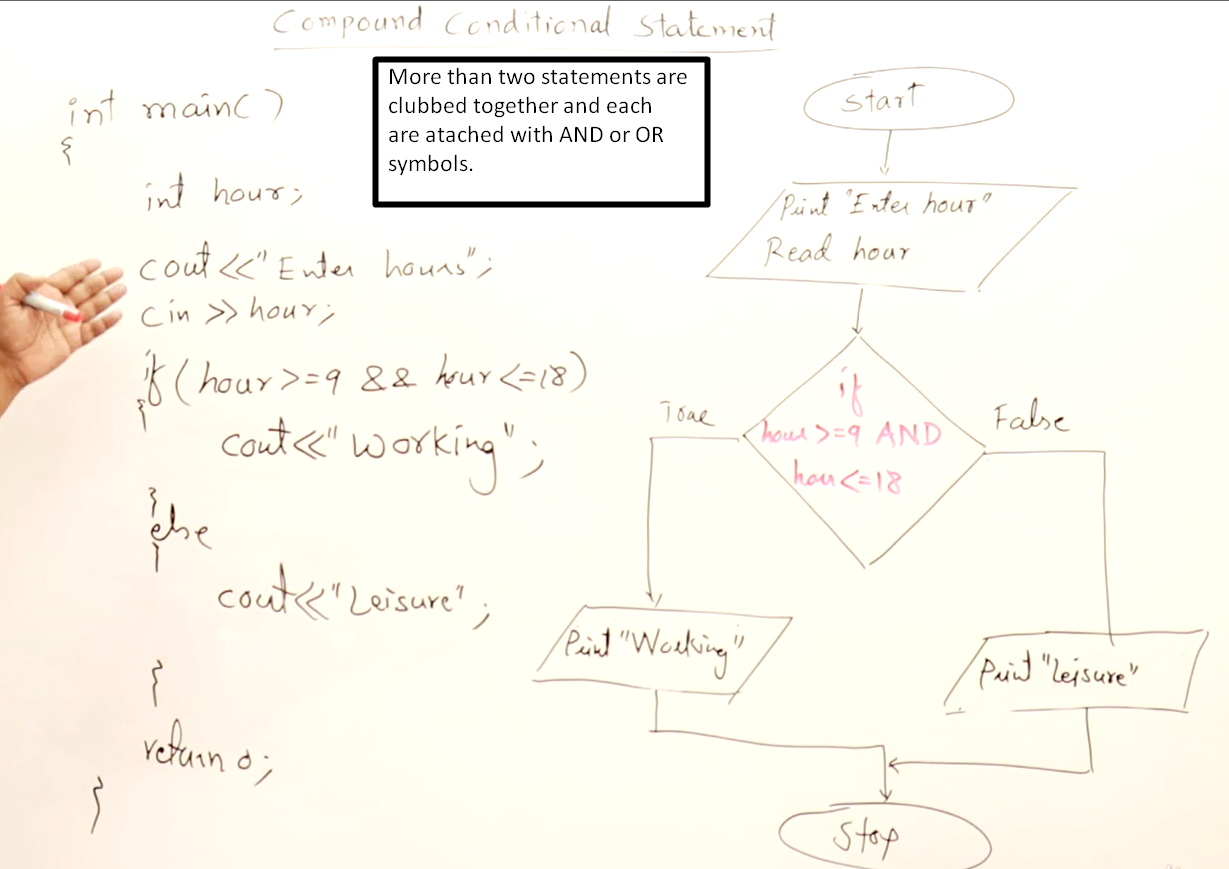 Compound Conditional Statement
More than two statements are
clubbed together and each
are atached with AND or OR
symbols.
int main()
{
int hour;
cout<<"Enter hours";
cin >> hour;
if (hour>=9 && hour<=18)
{
cout<<"Working";
}
else
{
cout<<"Leisure";
}
return 0;
}
Start
Print "Enter hour"
Read hour
if
hour >=9 AND
hour<=18
True
False
Print "Working"
Print "Leisure"
Stop